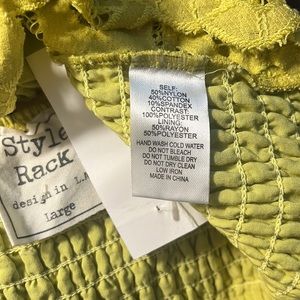 Style
Rack
design in L.A
large
SELF:
50%NYLON
40%COTTON
10%SPANDEX
CONTRAST:
100%POLYESTER
LINING:
50%RAYON
50%POLYESTER
HAND WASH COLD WATER
DO NOT BLEACH
DO NOT TUMBLE DRY
DO NOT DRY CLEAN
LOW IRON
MADE IN CHINA